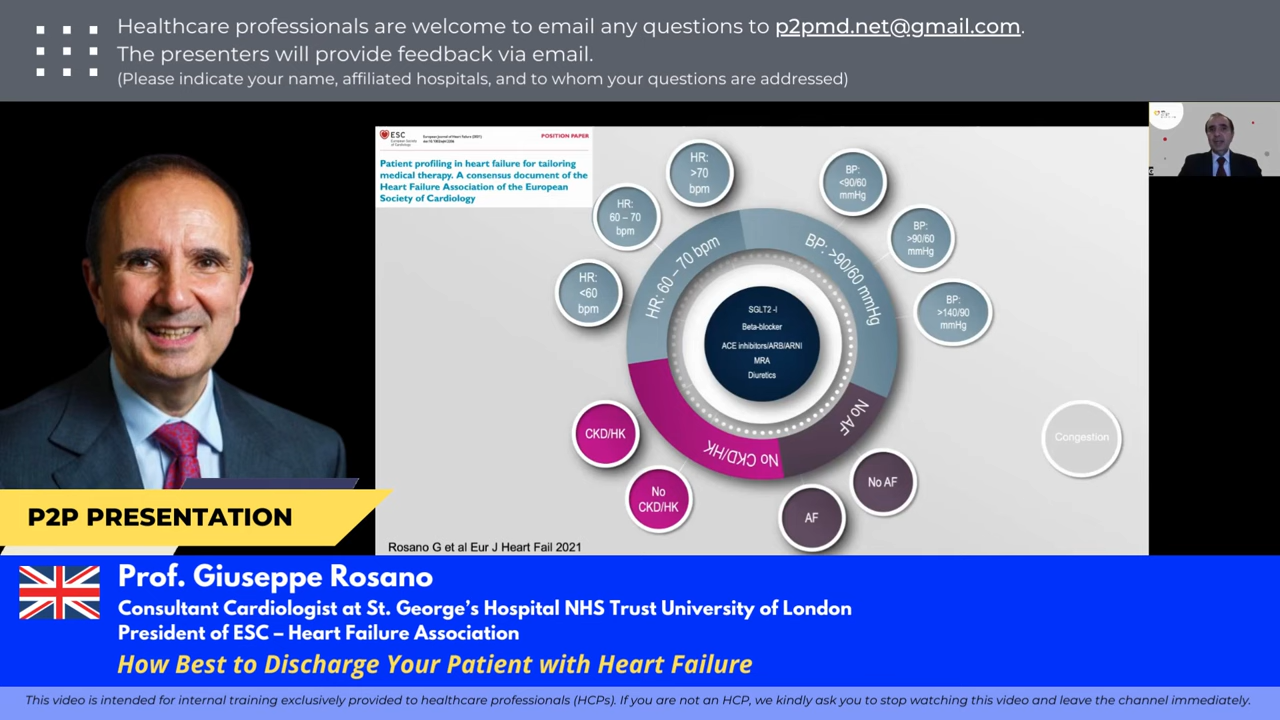 Healthcare professionals are welcome to email any questions to p2pmd.net@gmail.com.
The presenters will provide feedback via email.
(Please indicate your name, affiliated hospitals, and to whom your questions are addressed)
ESC
European Society
of Cardiology
European Journal of Heart Failure (2021)
POSITION PAPER
Patient profiling in heart failure for tailoring
medical therapy. A consensus document of the
Heart Failure Association of the European
Society of Cardiology
HR:
>70
bpm
HR:
60 – 70
bpm
HR:
<60
bpm
BP:
<90/60
mmHg
BP:
>90/60
mmHg
BP:
>140/90
mmHg
HR: 60 – 70 bpm
BP: >90/60 mmHg
No AF
No CKD/HK
SGLT2 -I
Beta-blocker
ACE inhibitors/ARB/ARNI
MRA
Diuretics
CKD/HK
No
CKD/HK
AF
No AF
Congestion
Rosano G et al Eur J Heart Fail 2021
P2P PRESENTATION
Prof. Giuseppe Rosano
Consultant Cardiologist at St. George’s Hospital NHS Trust University of London
President of ESC – Heart Failure Association
How Best to Discharge Your Patient with Heart Failure
This video is intended for internal training exclusively provided to healthcare professionals (HCPs). If you are not an HCP, we kindly ask you to stop watching this video and leave the channel immediately.